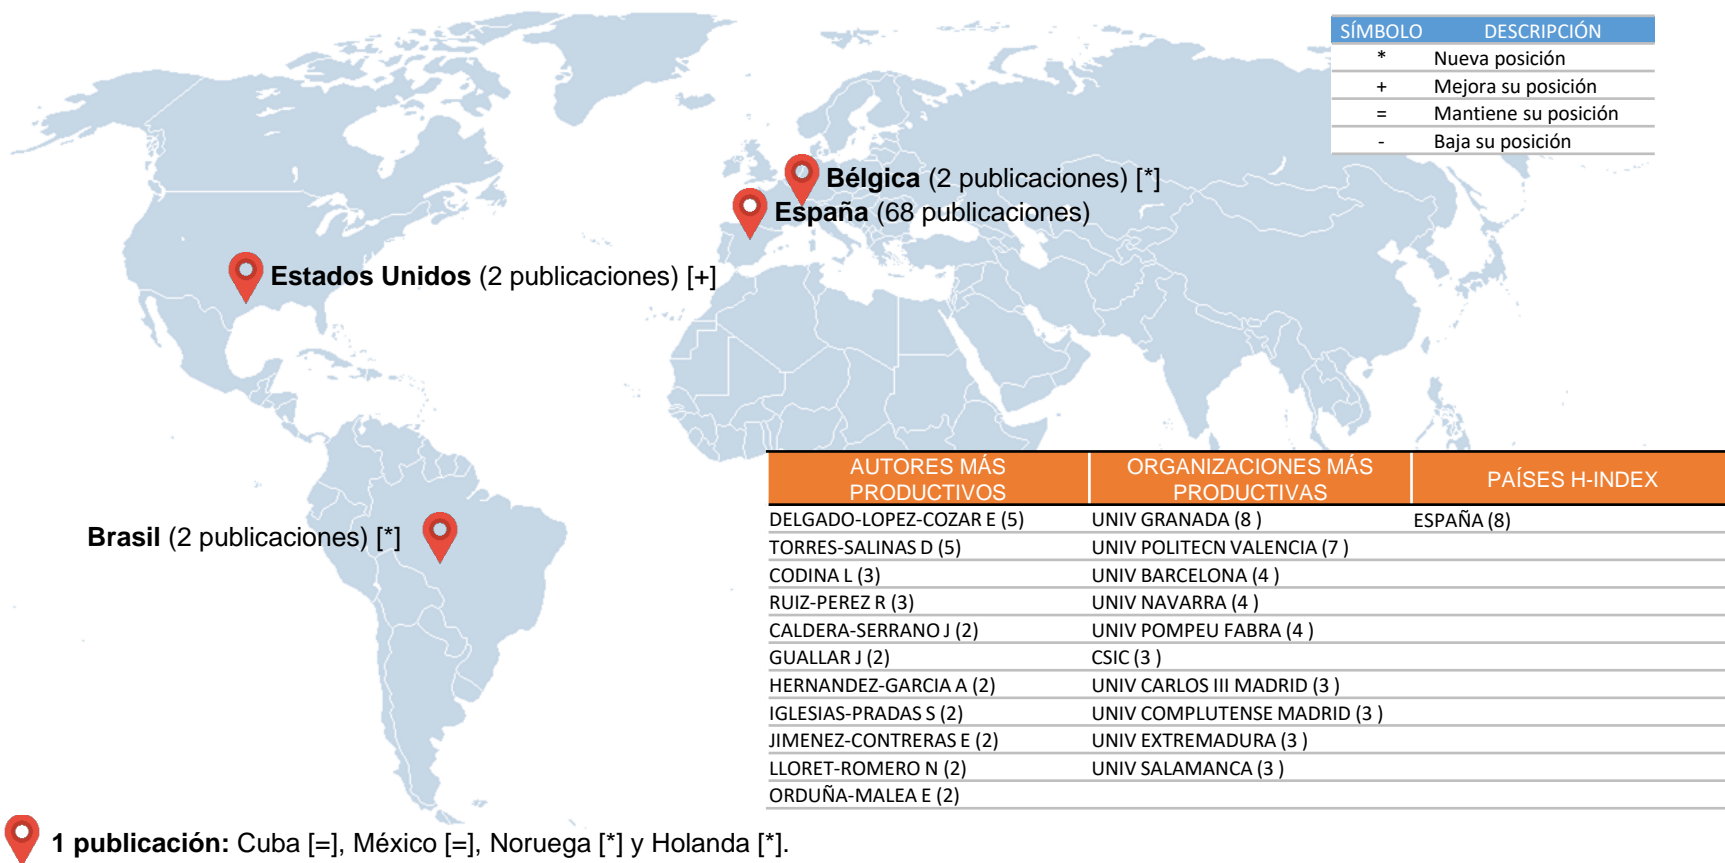 SÍMBOLO DESCRIPCIÓN
* Nueva posición
+ Mejora su posición
= Mantiene su posición
- Baja su posición
Bélgica (2 publicaciones) [*]
España (68 publicaciones)
Estados Unidos (2 publicaciones) [+]
Brasil (2 publicaciones) [*]
AUTORES MÁS PRODUCTIVOS ORGANIZACIONES MÁS PRODUCTIVAS PAÍSES H-INDEX
DELGADO-LOPEZ-COZAR E (5) UNIV GRANADA (8 ) ESPAÑA (8)
TORRES-SALINAS D (5) UNIV POLITECN VALENCIA (7 )
CODINA L (3) UNIV BARCELONA (4 )
RUIZ-PEREZ R (3) UNIV NAVARRA (4 )
CALDERA-SERRANO J (2) UNIV POMPEU FABRA (4 )
GUALLAR J (2) CSIC (3 )
HERNANDEZ-GARCIA A (2) UNIV CARLOS III MADRID (3 )
IGLESIAS-PRADAS S (2) UNIV COMPLUTENSE MADRID (3 )
JIMENEZ-CONTRERAS E (2) UNIV EXTREMADURA (3 )
LLORET-ROMERO N (2) UNIV SALAMANCA (3 )
ORDUÑA-MALEA E (2)
1 publicación: Cuba [=], México [=], Noruega [*] y Holanda [*].